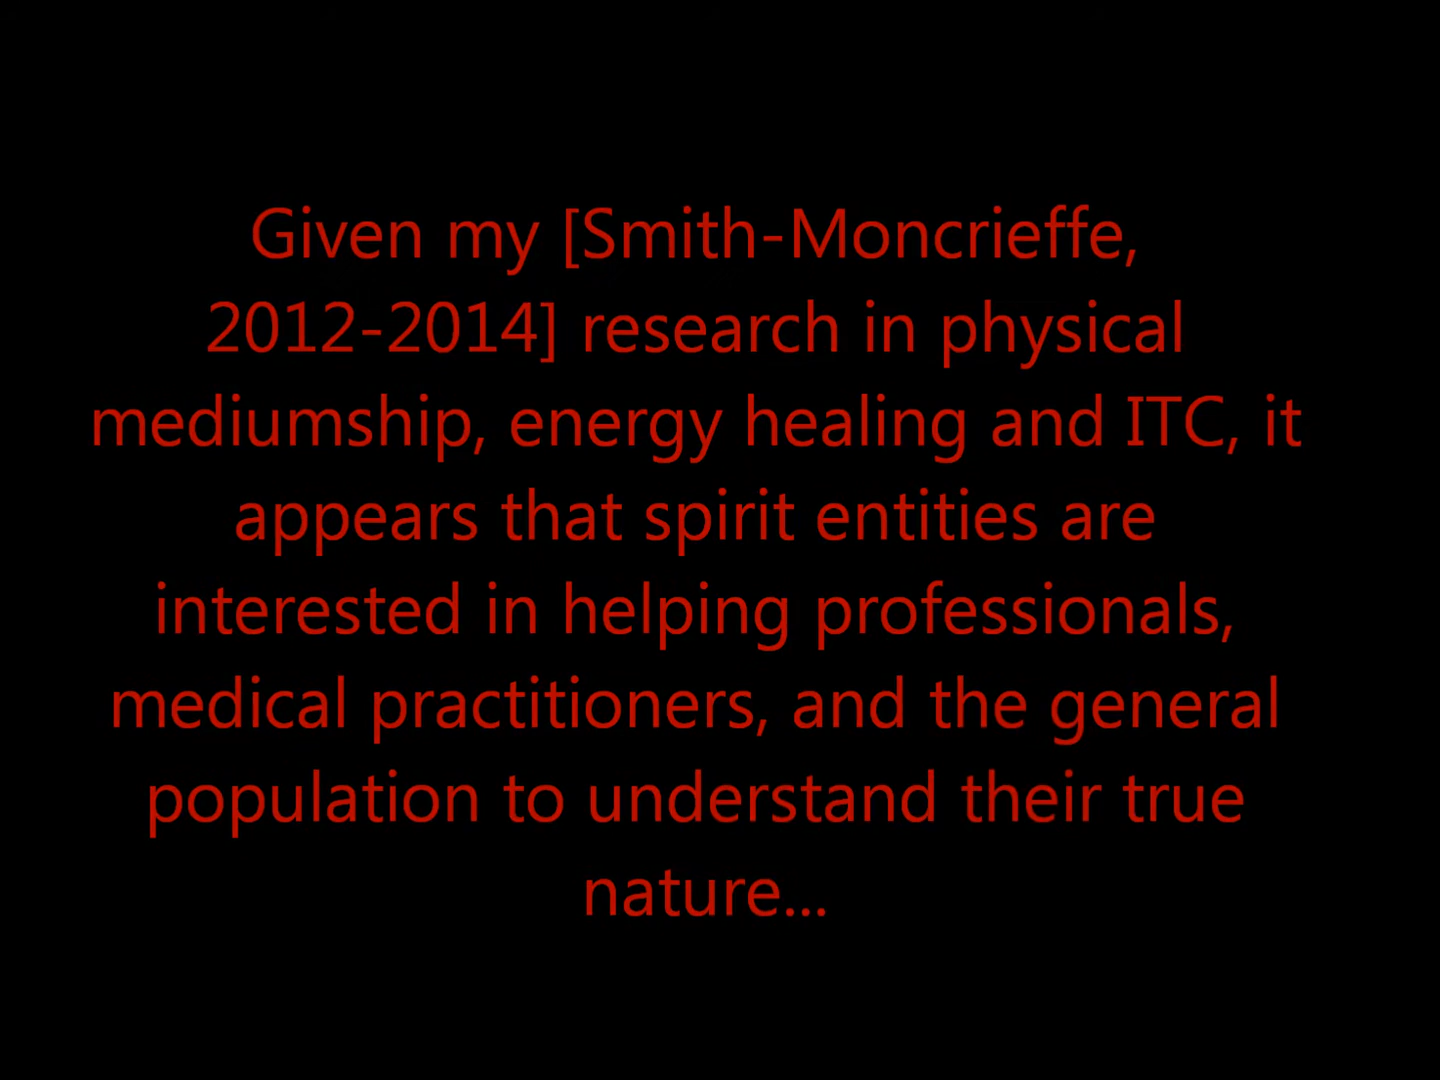 Given my [Smith-Moncrieffe,
2012-2014] research in physical
mediumship, energy healing and ITC, it
appears that spirit entities are
interested in helping professionals,
medical practitioners, and the general
population to understand their true
nature...